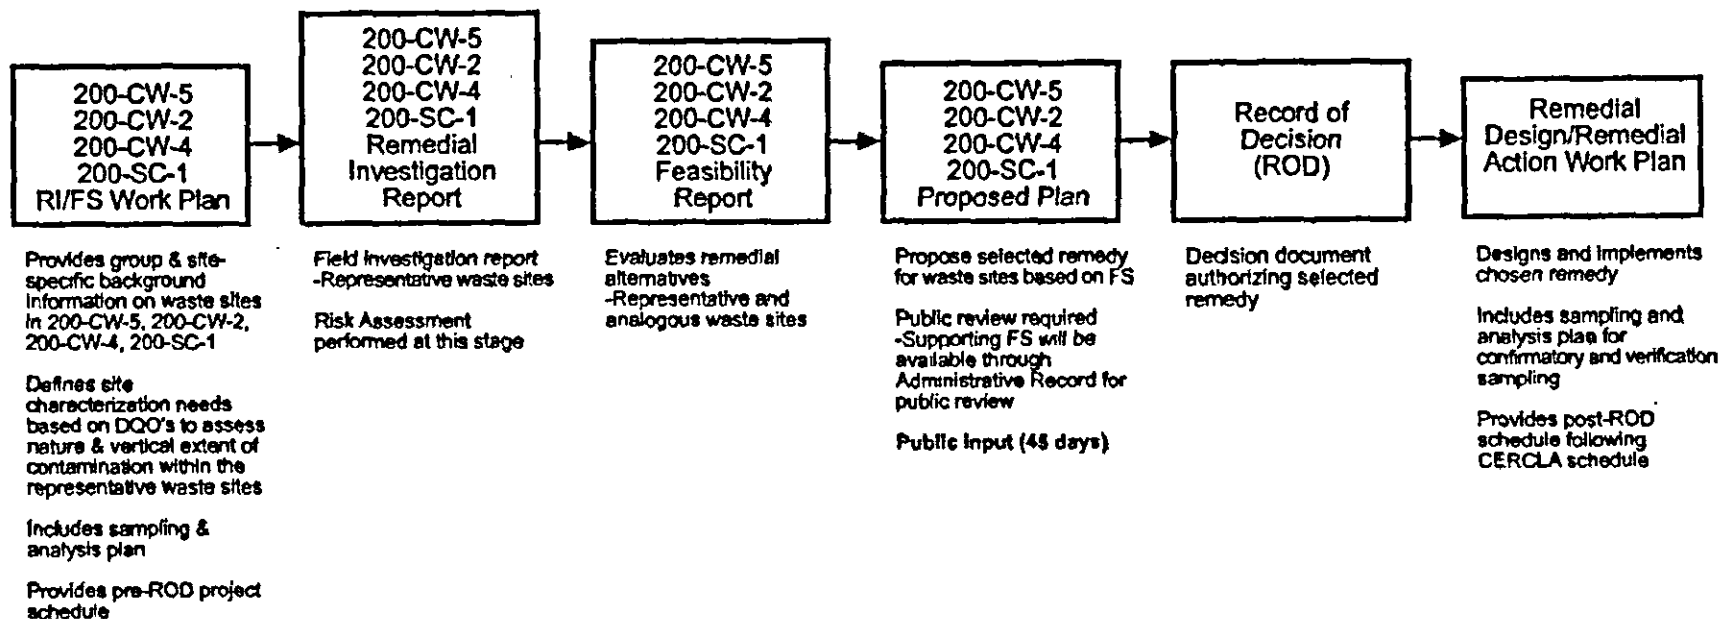 200-CW-5
200-CW-2
200-CW-4
200-SC-1
RI/FS Work Plan
200-CW-5
200-CW-2
200-CW-4
200-SC-1
Remedial
Investigation
Report
200-CW-5
200-CW-2
200-CW-4
200-SC-1
Feasibility
Report
200-CW-5
200-CW-2
200-CW-4
200-SC-1
Proposed Plan
Record of
Decision
(ROD)
Remedial
Design/Remedial
Action Work Plan
Provides group & site-
specific background
Information on waste sites
In 200-CW-5, 200-CW-2,
200-CW-4, 200-SC-1
Defines site
characterization needs
based on DQO's to assess
nature & vertical extent of
contamination within the
representative waste sites
Includes sampling &
analysis plan
Provides pre-ROD project
schedule
Field Investigation report
-Representative waste sites
Risk Assessment
performed at this stage
Evaluates remedial
alternatives
-Representative and
analogous waste sites
Propose selected remedy
for waste sites based on FS
Public review required
-Supporting FS will be
available through
Administrative Record for
public review
Public Input (45 days)
Decision document
authorizing selected
remedy
Designs and Implements
chosen remedy
Includes sampling and
analysis plan for
confirmatory and verification
sampling
Provides post-ROD
schedule following
CERCLA schedule